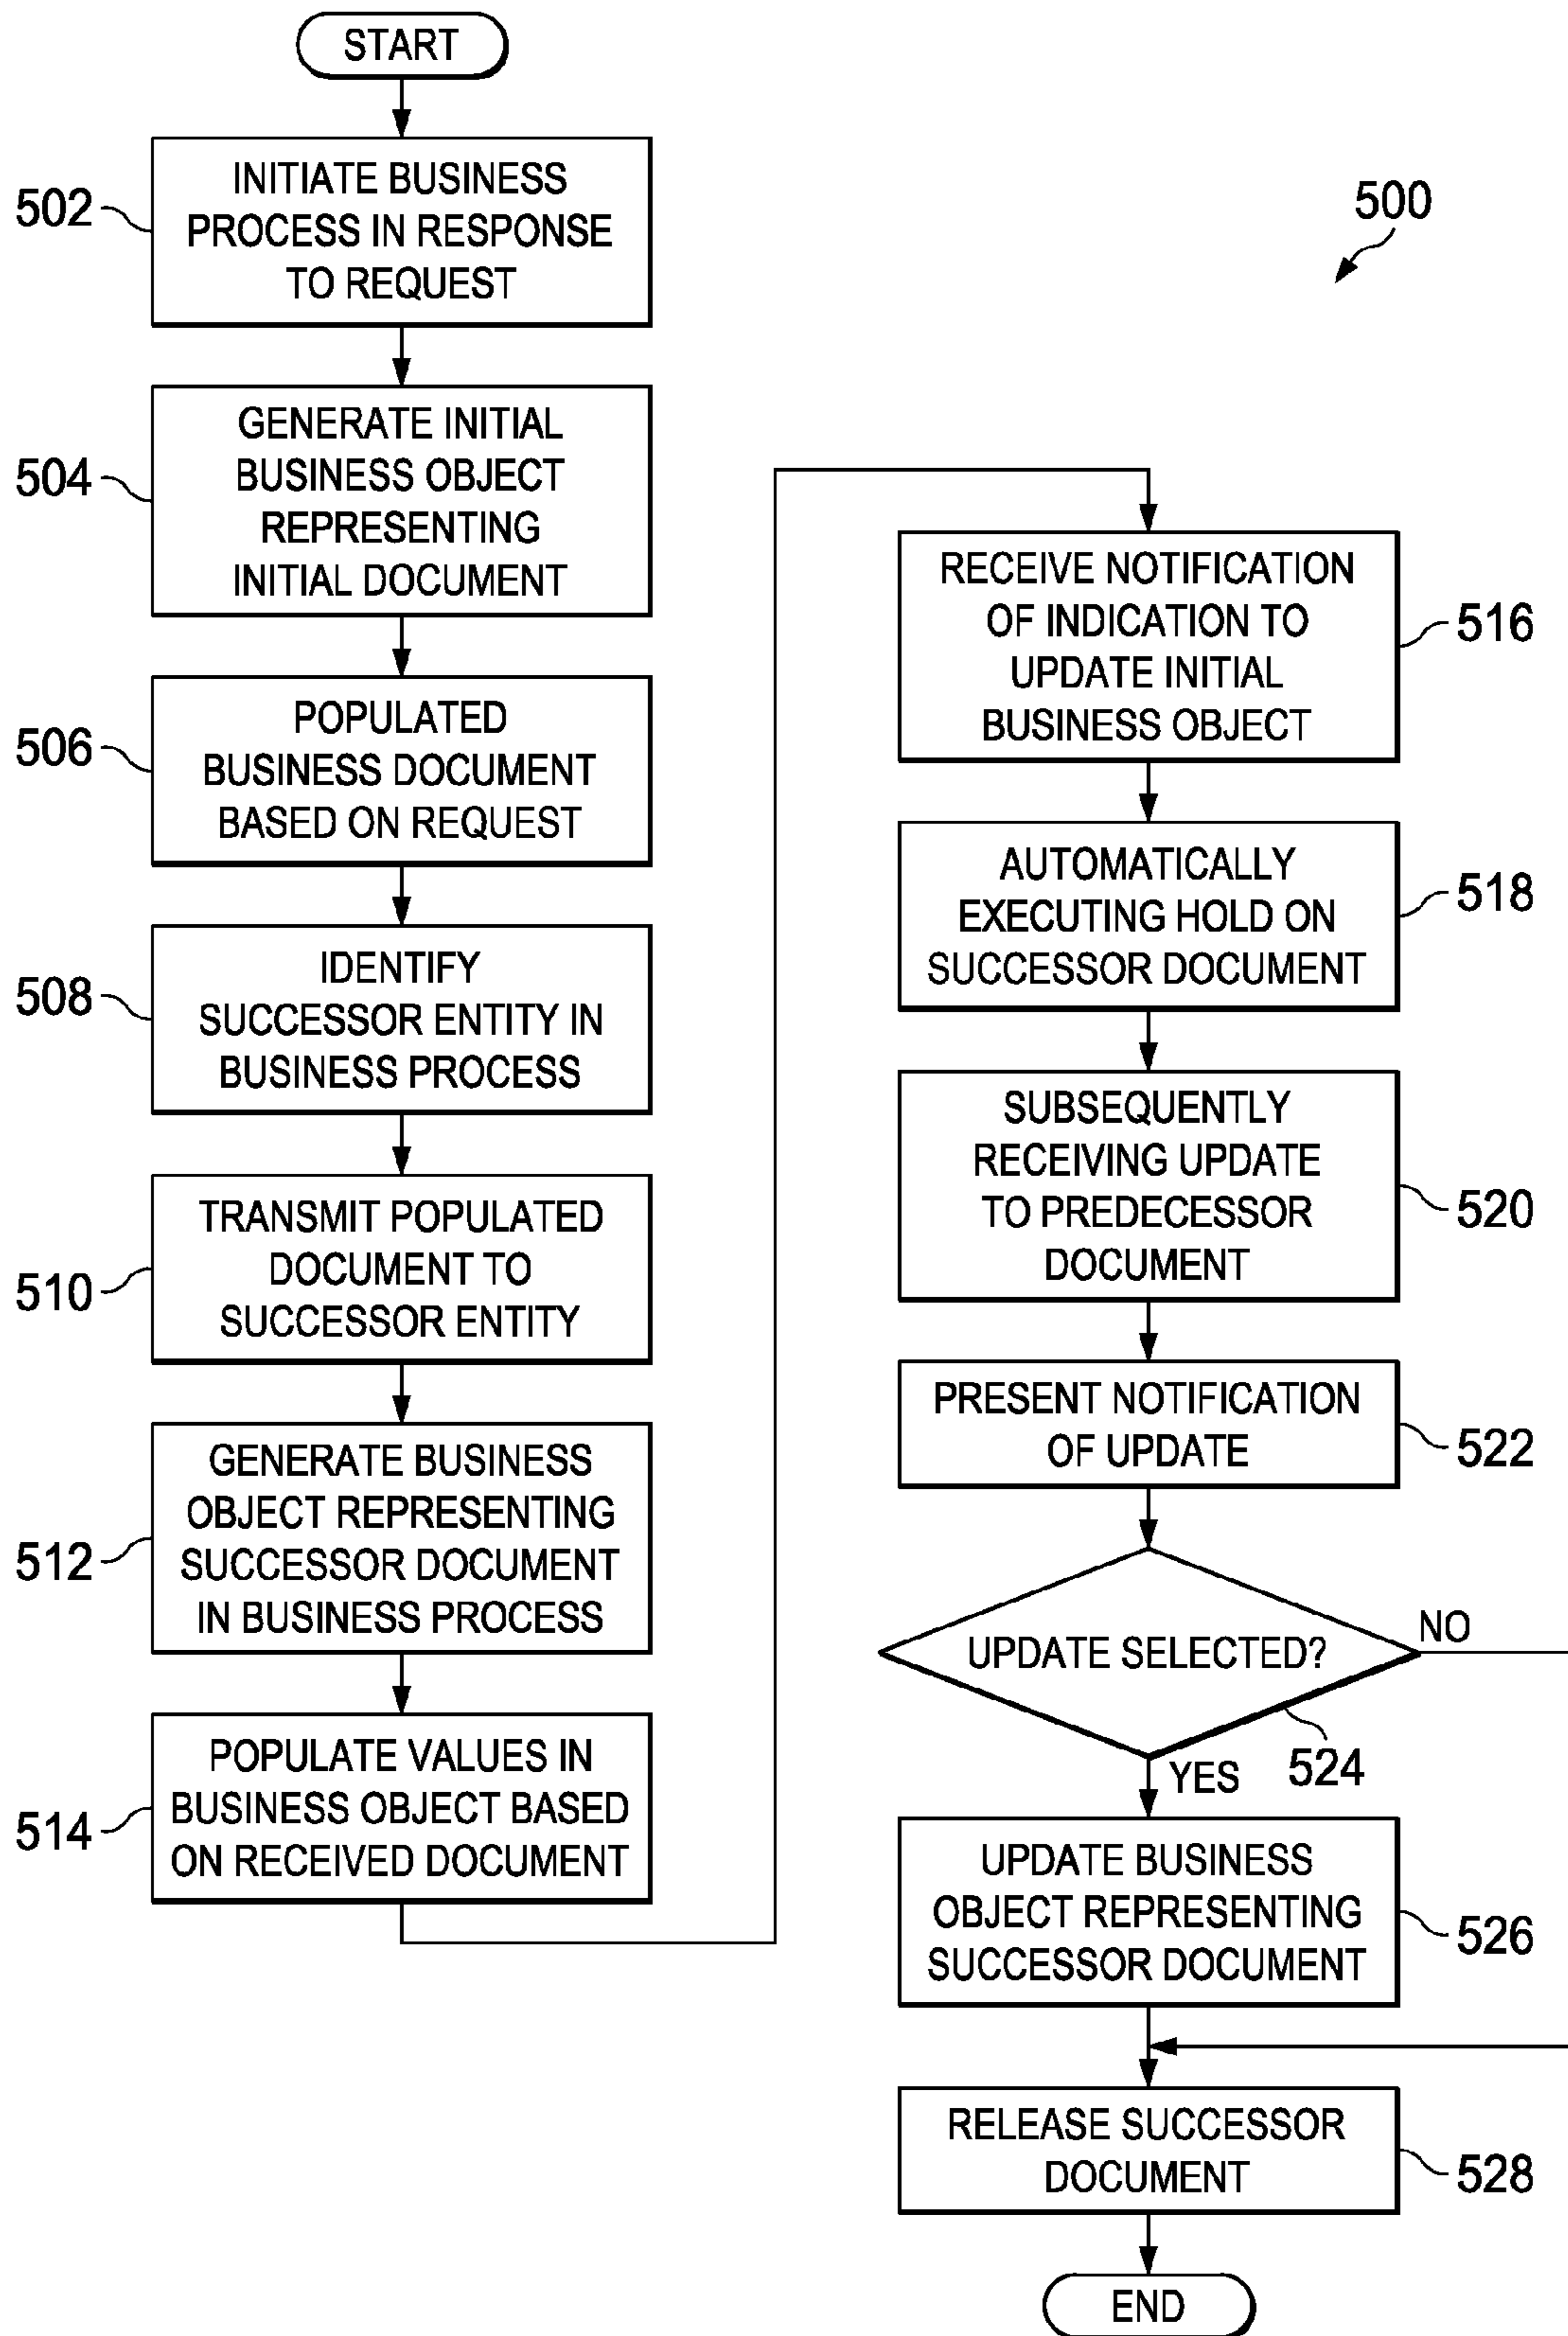 START
502
INITIATE BUSINESS
PROCESS IN RESPONSE
TO REQUEST
504
GENERATE INITIAL
BUSINESS OBJECT
REPRESENTING
INITIAL DOCUMENT
506
POPULATED
BUSINESS DOCUMENT
BASED ON REQUEST
508
IDENTIFY
SUCCESSOR ENTITY IN
BUSINESS PROCESS
510
TRANSMIT POPULATED
DOCUMENT TO
SUCCESSOR ENTITY
512
GENERATE BUSINESS
OBJECT REPRESENTING
SUCCESSOR DOCUMENT
IN BUSINESS PROCESS
514
POPULATE VALUES IN
BUSINESS OBJECT BASED
ON RECEIVED DOCUMENT
500
RECEIVE NOTIFICATION
OF INDICATION TO
UPDATE INITIAL
BUSINESS OBJECT
516
AUTOMATICALLY
EXECUTING HOLD ON
SUCCESSOR DOCUMENT
518
SUBSEQUENTLY
RECEIVING UPDATE
TO PREDECESSOR
DOCUMENT
520
PRESENT NOTIFICATION
OF UPDATE
522
UPDATE SELECTED?
NO
524
YES
UPDATE BUSINESS
OBJECT REPRESENTING
SUCCESSOR DOCUMENT
526
RELEASE SUCCESSOR
DOCUMENT
528
END